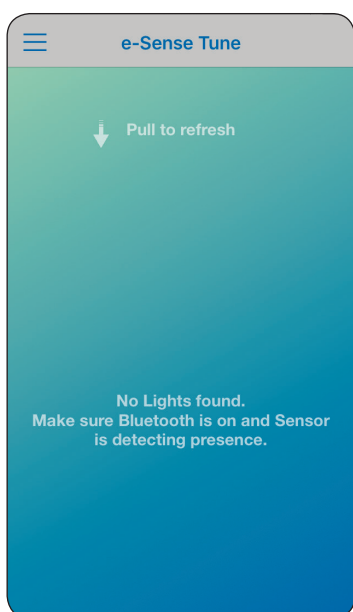 e-Sense Tune
Pull to refresh
No Lights found.
Make sure Bluetooth is on and Sensor
is detecting presence.